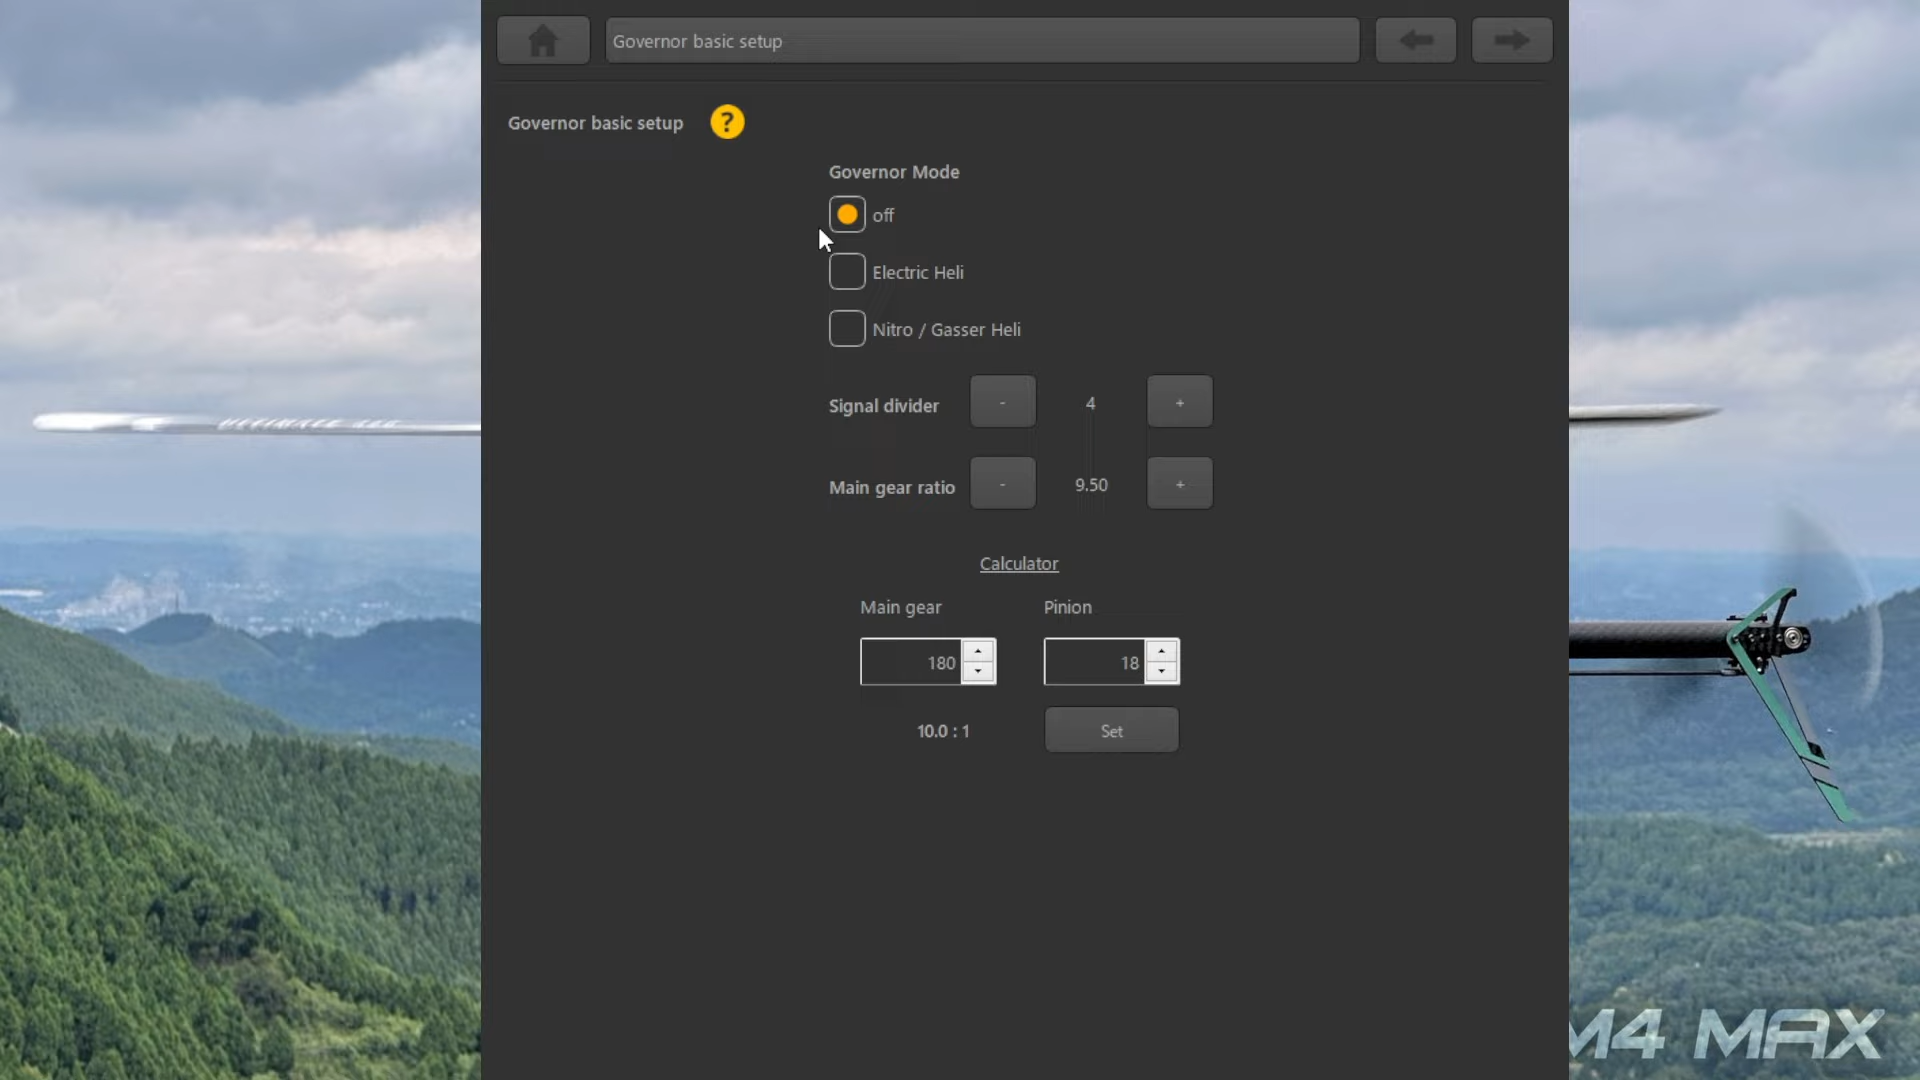 Governor basic setup
Governor basic setup ?
Governor Mode
off
Electric Heli
Nitro / Gasser Heli
Signal divider - 4 +
Main gear ratio - 9.50 +
Calculator
Main gear Pinion
180 18
10.0 : 1 Set
M4 MAX